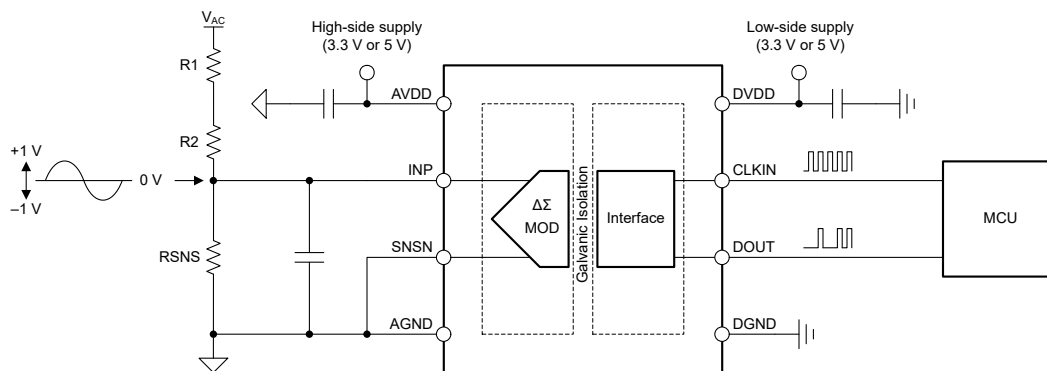 VAC
High-side supply
(3.3 V or 5 V)
Low-side supply
(3.3 V or 5 V)
R1
AVDD
DVDD
R2
+1 V
0 V
–1 V
INP
CLKIN
ΔΣ
MOD
Galvanic Isolation
Interface
MCU
RSNS
SNSN
DOUT
AGND
DGND